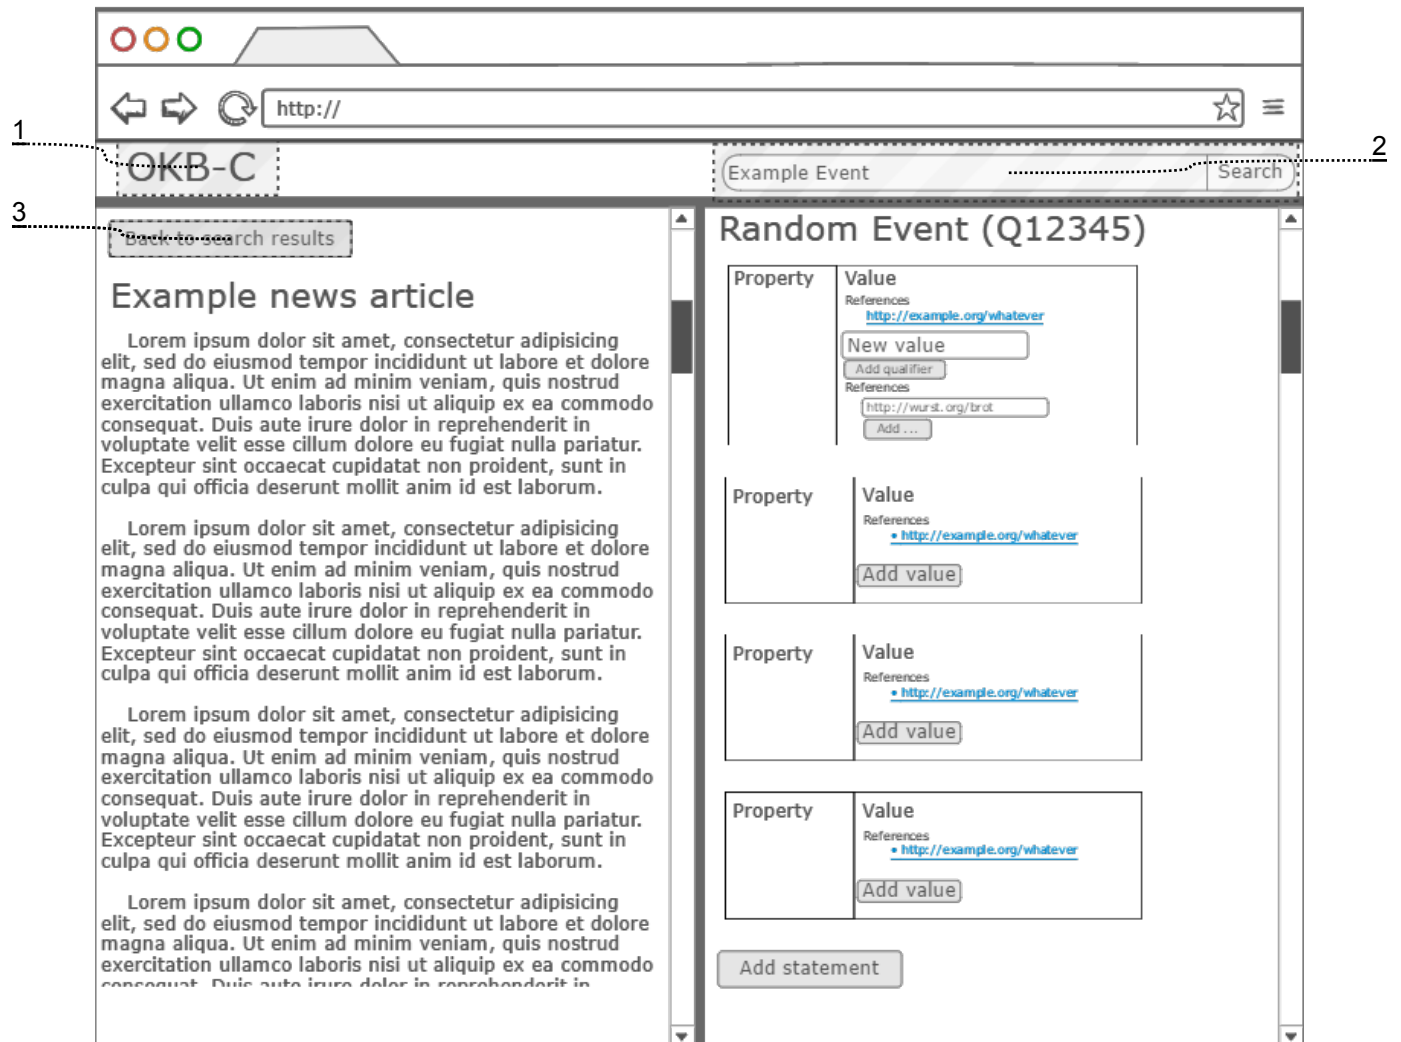 http://
1
OKB-C
Example Event
Search
2
3
Back to search results
Example news article
Lorem ipsum dolor sit amet, consectetur adipisicing
elit, sed do eiusmod tempor incididunt ut labore et dolore
magna aliqua. Ut enim ad minim veniam, quis nostrud
exercitation ullamco laboris nisi ut aliquip ex ea commodo
consequat. Duis aute irure dolor in reprehenderit in
voluptate velit esse cillum dolore eu fugiat nulla pariatur.
Excepteur sint occaecat cupidatat non proident, sunt in
culpa qui officia deserunt mollit anim id est laborum.
Lorem ipsum dolor sit amet, consectetur adipisicing
elit, sed do eiusmod tempor incididunt ut labore et dolore
magna aliqua. Ut enim ad minim veniam, quis nostrud
exercitation ullamco laboris nisi ut aliquip ex ea commodo
consequat. Duis aute irure dolor in reprehenderit in
voluptate velit esse cillum dolore eu fugiat nulla pariatur.
Excepteur sint occaecat cupidatat non proident, sunt in
culpa qui officia deserunt mollit anim id est laborum.
Lorem ipsum dolor sit amet, consectetur adipisicing
elit, sed do eiusmod tempor incididunt ut labore et dolore
magna aliqua. Ut enim ad minim veniam, quis nostrud
exercitation ullamco laboris nisi ut aliquip ex ea commodo
consequat. Duis aute irure dolor in reprehenderit in
voluptate velit esse cillum dolore eu fugiat nulla pariatur.
Excepteur sint occaecat cupidatat non proident, sunt in
culpa qui officia deserunt mollit anim id est laborum.
Lorem ipsum dolor sit amet, consectetur adipisicing
elit, sed do eiusmod tempor incididunt ut labore et dolore
magna aliqua. Ut enim ad minim veniam, quis nostrud
exercitation ullamco laboris nisi ut aliquip ex ea commodo
consequat. Duis aute irure dolor in reprehenderit in
Random Event (Q12345)
Property
Value
References
http://example.org/whatever
New value
Add qualifier
References
http://wurst.org/brot
Add ...
Property
Value
References
• http://example.org/whatever
Add value
Property
Value
References
• http://example.org/whatever
Add value
Property
Value
References
• http://example.org/whatever
Add value
Add statement